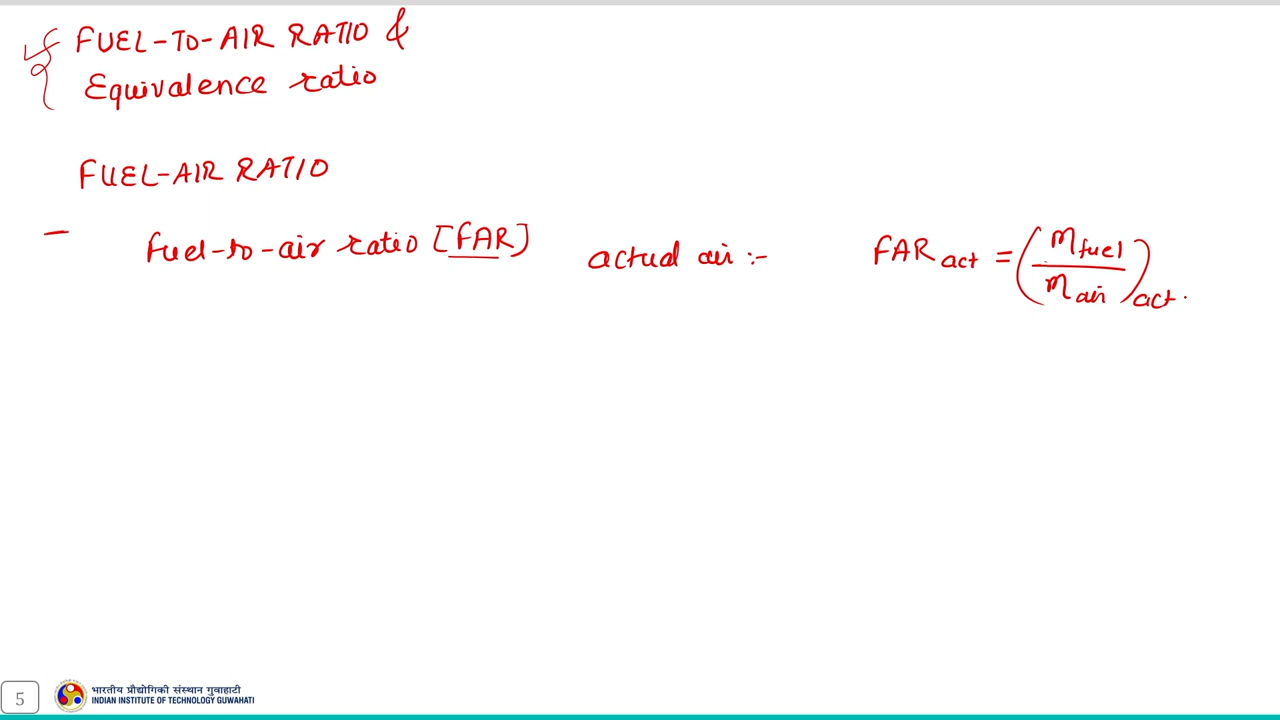 FUEL-TO-AIR RATIO &
Equivalence ratio
FUEL-AIR RATIO
— Fuel-to-air ratio [FAR] actual air :- FAR act = (m fuel / m air) act.
5
भारतीय प्रौद्योगिकी संस्थान गुवाहाटी
INDIAN INSTITUTE OF TECHNOLOGY GUWAHATI